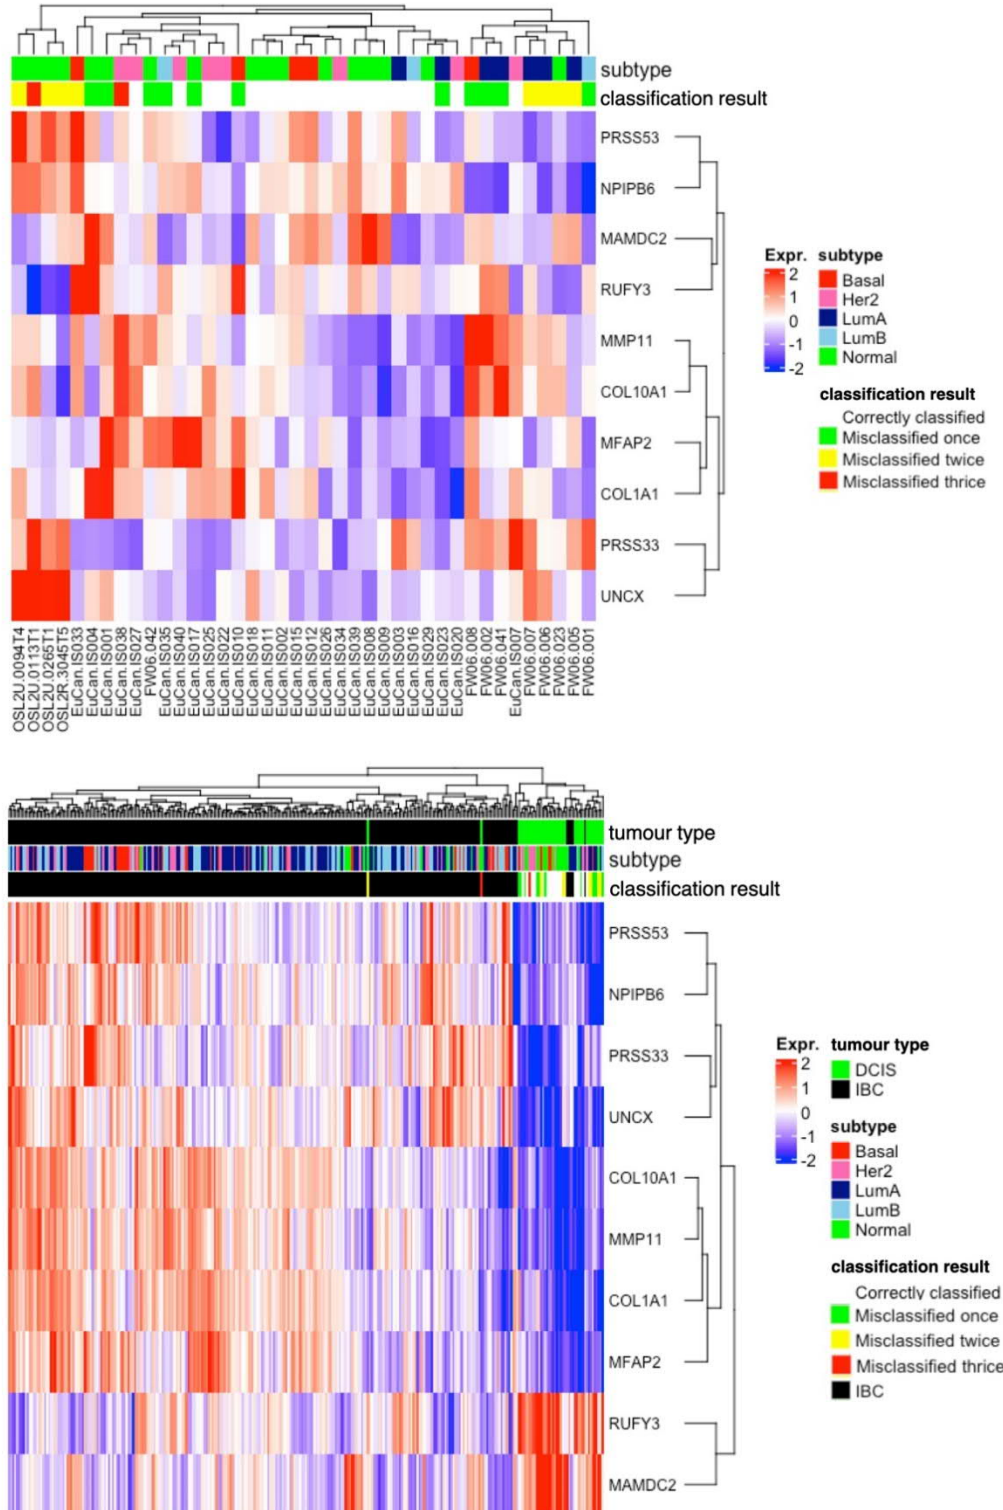 subtype
classification result
PRSS53
NPIPB6
MAMDC2
RUFY3
MMP11
COL10A1
MFAP2
COL1A1
PRSS33
UNCX
OSL2U.0094T4
OSL2U.0113T1
OSL2U.0265T1
OSL2R.3045T5
EuCan.IS033
EuCan.IS004
EuCan.IS001
EuCan.IS038
EuCan.IS027
FW06.042
EuCan.IS035
EuCan.IS040
EuCan.IS017
EuCan.IS025
EuCan.IS022
EuCan.IS010
EuCan.IS018
EuCan.IS011
EuCan.IS002
EuCan.IS015
EuCan.IS012
EuCan.IS026
EuCan.IS034
EuCan.IS039
EuCan.IS008
EuCan.IS009
EuCan.IS003
EuCan.IS016
EuCan.IS029
EuCan.IS023
EuCan.IS020
FW06.008
FW06.002
FW06.041
EuCan.IS007
FW06.007
FW06.006
FW06.023
FW06.005
FW06.001
Expr.
2
1
0
-1
-2
subtype
Basal
Her2
LumA
LumB
Normal
classification result
Correctly classified
Misclassified once
Misclassified twice
Misclassified thrice
tumour type
subtype
classification result
PRSS53
NPIPB6
PRSS33
UNCX
COL10A1
MMP11
COL1A1
MFAP2
RUFY3
MAMDC2
Expr.
2
1
0
-1
-2
tumour type
DCIS
IBC
subtype
Basal
Her2
LumA
LumB
Normal
classification result
Correctly classified
Misclassified once
Misclassified twice
Misclassified thrice
IBC